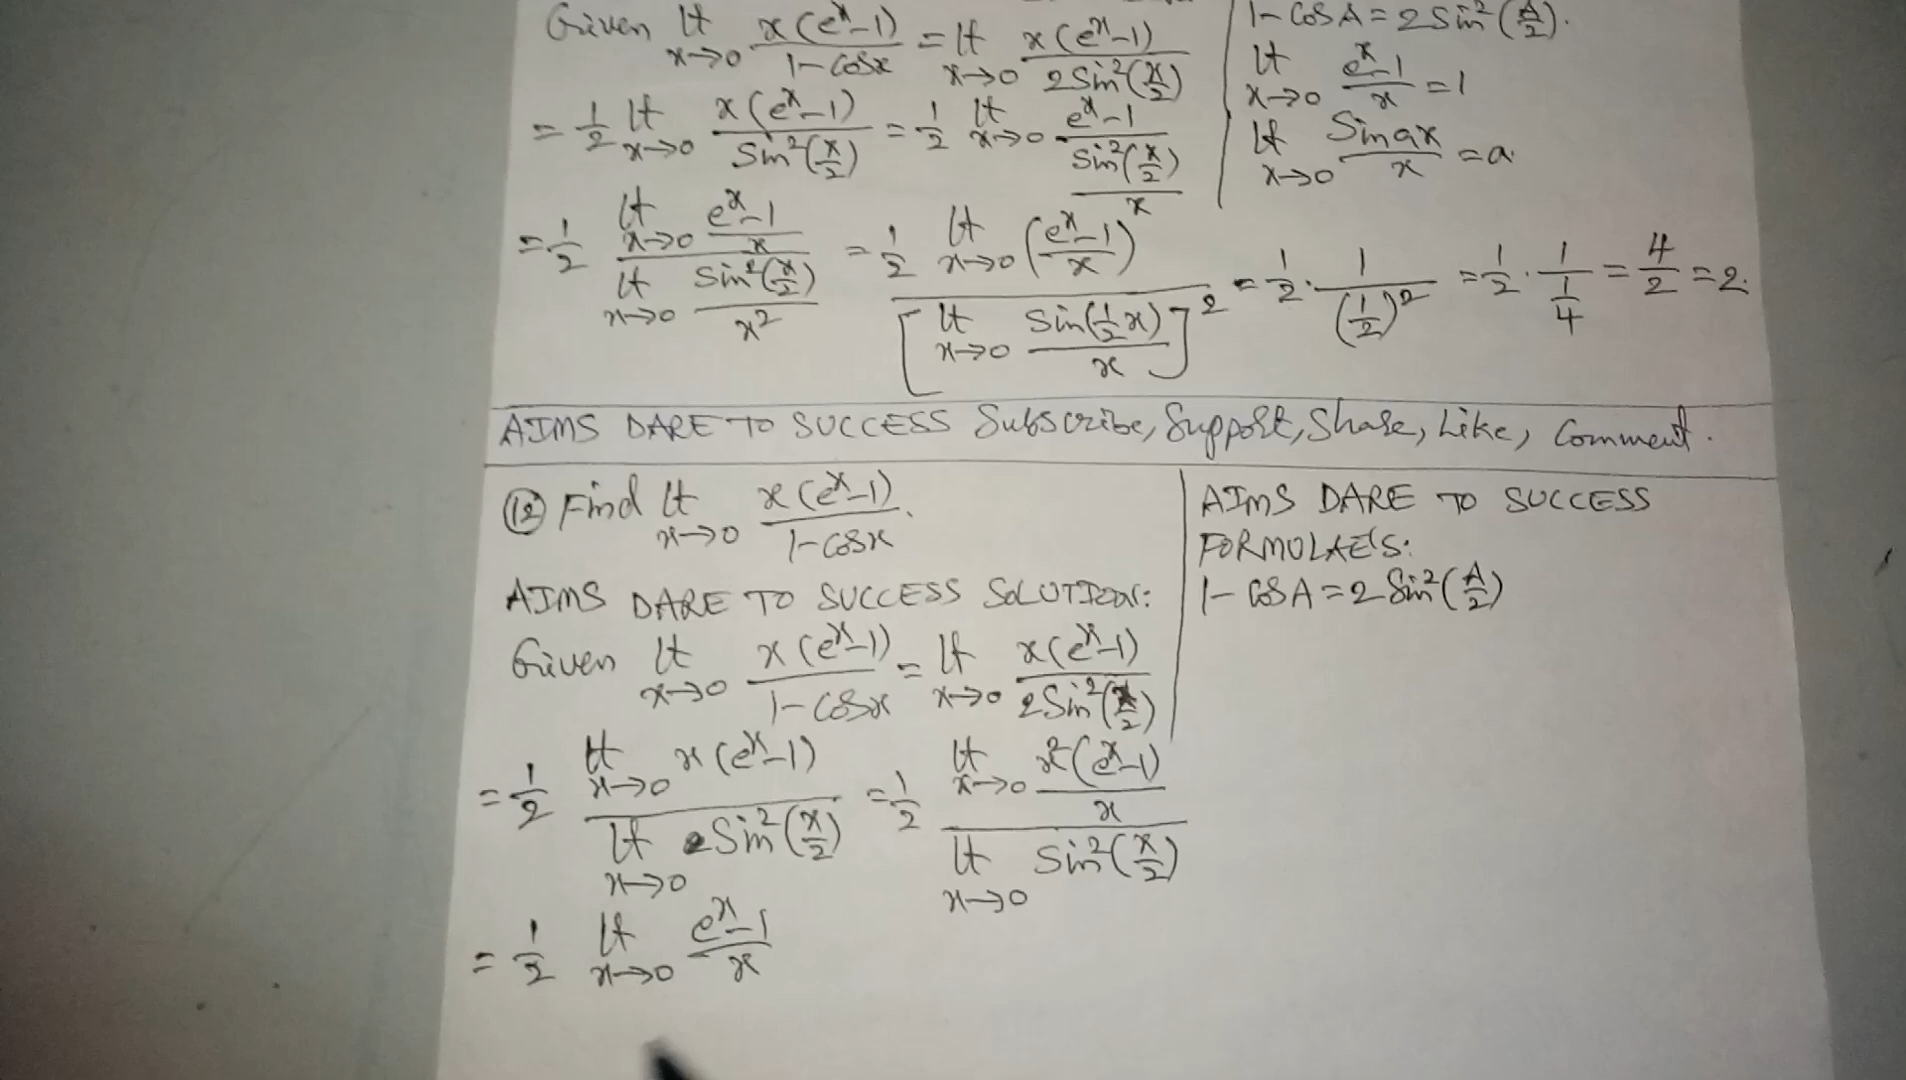 Given lt x→0 x(e^x-1)/(1-cosx) = lt x→0 x(e^x-1)/(2Sin²(x/2))
= 1/2 lt x→0 x(e^x-1)/(Sin²(x/2)) = 1/2 lt x→0 (e^x-1)/(Sin²(x/2)/x)
= 1/2 (lt x→0 (e^x-1)/x)/(lt x→0 Sin²(x/2)/x²) = 1/2 lt x→0 ((e^x-1)/x)/[lt x→0 Sin(1/2 x)/x]² = 1/2 · 1/(1/2)² = 1/2 · 1/(1/4) = 4/2 = 2.
1-CosA = 2Sin²(A/2).
lt x→0 (e^x-1)/x = 1
lt x→0 Sinax/x = a
AIMS DARE TO SUCCESS Subscribe, Support, Share, Like, Comment.
(12) Find lt x→0 x(e^x-1)/(1-cosx).
AIMS DARE TO SUCCESS SOLUTION:
Given lt x→0 x(e^x-1)/(1-Cosx) = lt x→0 x(e^x-1)/(2Sin²(x/2))
= 1/2 (lt x→0 x(e^x-1))/(lt x→0 Sin²(x/2)) = 1/2 (lt x→0 x²(e^x-1)/x)/(lt x→0 Sin²(x/2))
= 1/2 lt x→0 (e^x-1)/x
AIMS DARE TO SUCCESS
FORMULAE'S:
1-CosA = 2Sin²(A/2)